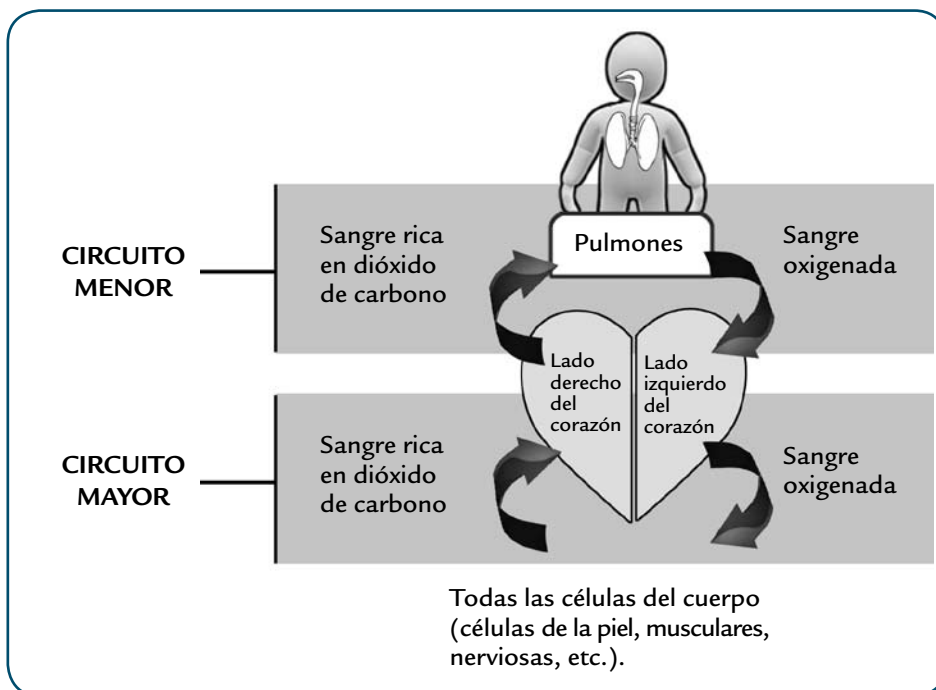 CIRCUITO
MENOR
Sangre rica
en dióxido
de carbono
Pulmones
Sangre
oxigenada
Lado
derecho
del
corazón
Lado
izquierdo
del
corazón
CIRCUITO
MAYOR
Sangre rica
en dióxido
de carbono
Sangre
oxigenada
Todas las células del cuerpo
(células de la piel, musculares,
nerviosas, etc.).